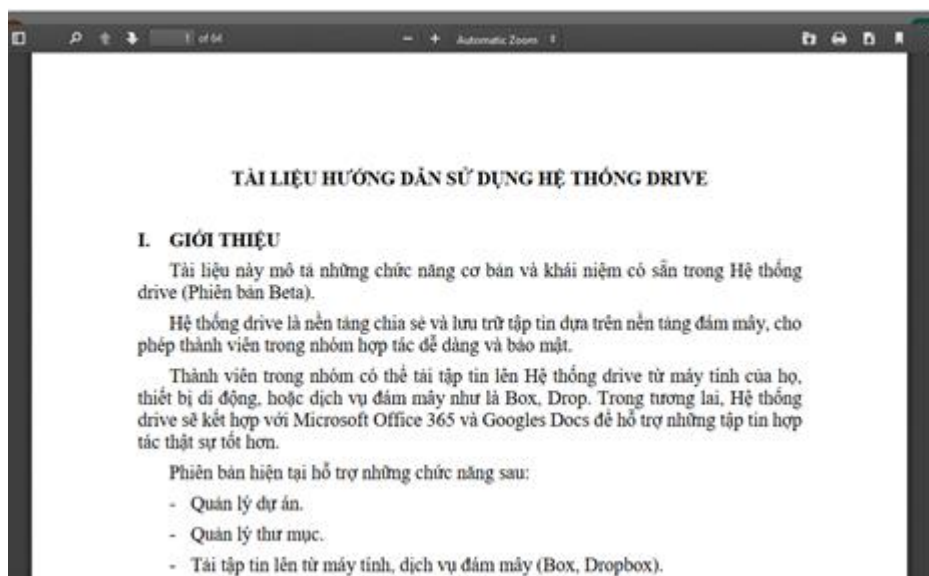 1 of 64
− + Automatic Zoom
TÀI LIỆU HƯỚNG DẪN SỬ DỤNG HỆ THỐNG DRIVE
I. GIỚI THIỆU
Tài liệu này mô tả những chức năng cơ bản và khái niệm có sẵn trong Hệ thống
drive (Phiên bản Beta).
Hệ thống drive là nền tảng chia sẻ và lưu trữ tập tin dựa trên nền tảng đám mây, cho
phép thành viên trong nhóm hợp tác dễ dàng và bảo mật.
Thành viên trong nhóm có thể tải tập tin lên Hệ thống drive từ máy tính của họ,
thiết bị di động, hoặc dịch vụ đám mây như là Box, Drop. Trong tương lai, Hệ thống
drive sẽ kết hợp với Microsoft Office 365 và Googles Docs để hỗ trợ những tập tin hợp
tác thật sự tốt hơn.
Phiên bản hiện tại hỗ trợ những chức năng sau:
- Quản lý dự án.
- Quản lý thư mục.
- Tải tập tin lên từ máy tính, dịch vụ đám mây (Box, Dropbox).